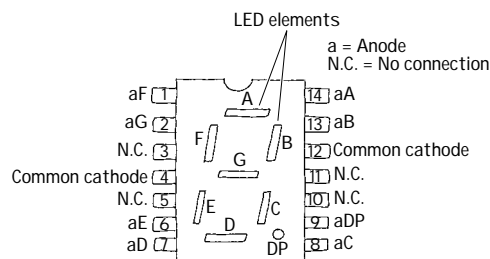 LED elements
a = Anode
N.C. = No connection
aF 1 A 14 aA
aG 2 13 aB
F B
N.C. 3 12 Common cathode
G
Common cathode 4 11 N.C.
N.C. 5 10 N.C.
E C
aE 6 9 aDP
D
aD 7 8 aC
DP